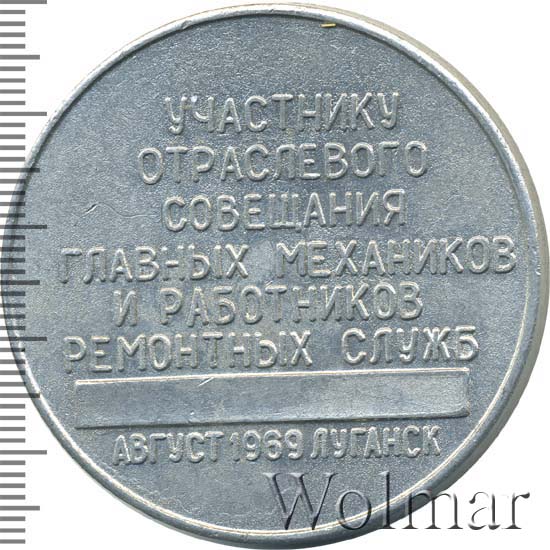 УЧАСТНИКУ
ОТРАСЛЕВОГО
СОВЕЩАНИЯ
ГЛАВНЫХ МЕХАНИКОВ
И РАБОТНИКОВ
РЕМОНТНЫХ СЛУЖБ
АВГУСТ 1969 ЛУГАНСК
Wolmar